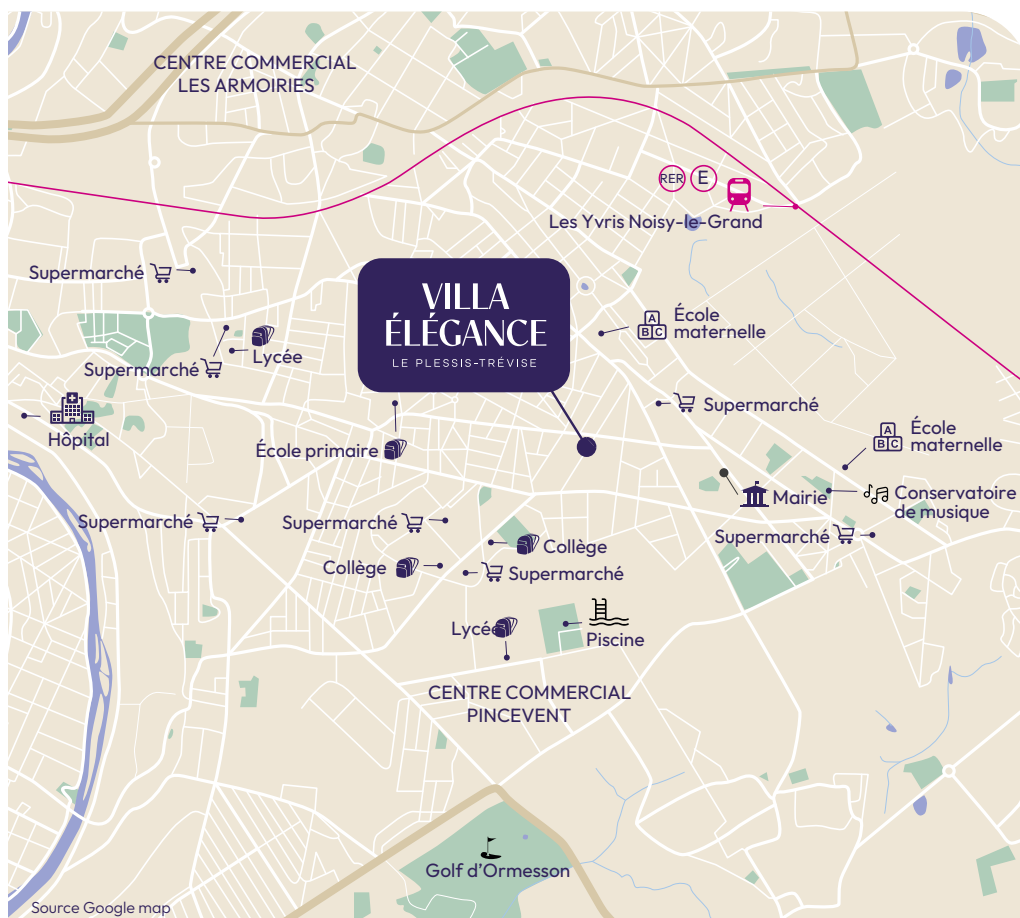 CENTRE COMMERCIAL
LES ARMOIRIES
RER E
Les Yvris Noisy-le-Grand
Supermarché
VILLA
ÉLÉGANCE
LE PLESSIS-TRÉVISE
A
B C
École
maternelle
Lycée
Supermarché
Supermarché
Hôpital
École primaire
A
B C
École
maternelle
Mairie
Conservatoire
de musique
Supermarché
Supermarché
Supermarché
Collège
Collège
Supermarché
Lycée
Piscine
CENTRE COMMERCIAL
PINCEVENT
Golf d'Ormesson
Source Google map